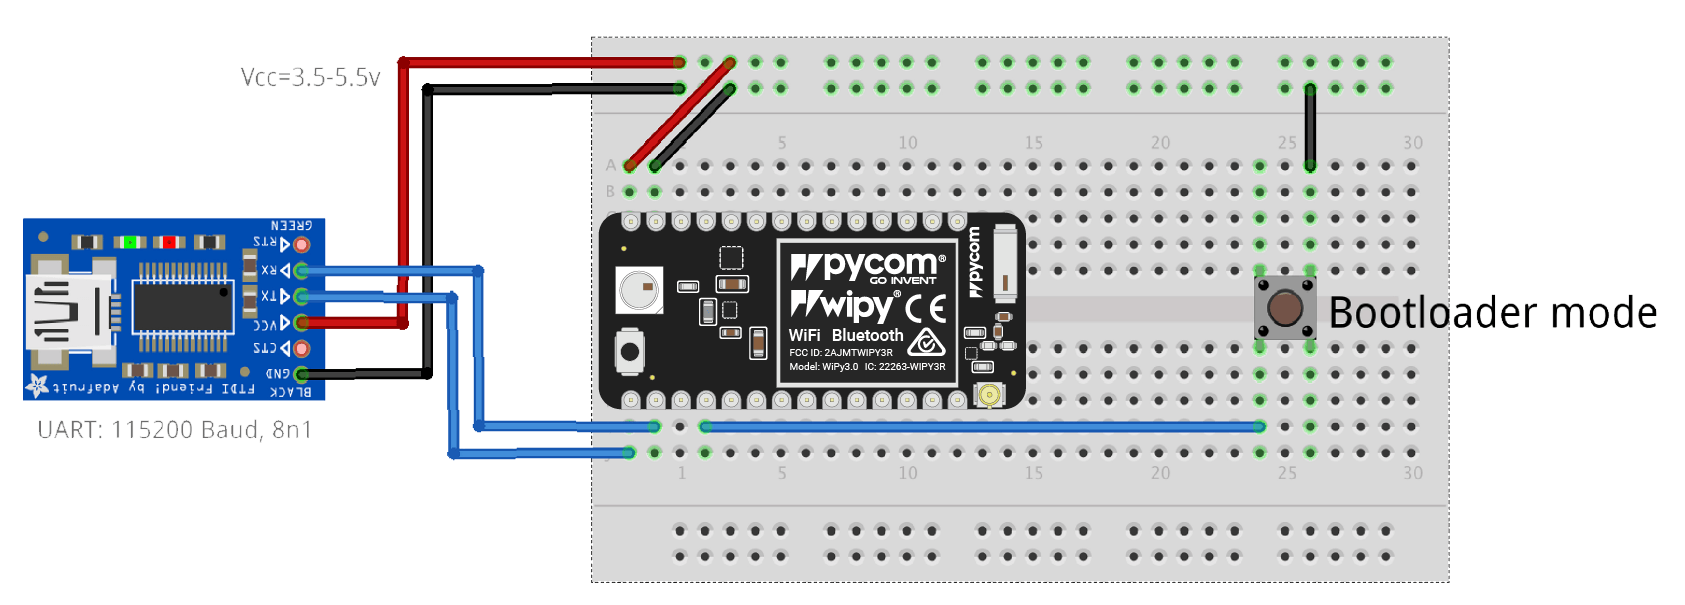 Vcc=3.5-5.5v
5 10 15 20 25 30
A
B
GREEN
RTS
RX
TX
VCC
CTS
GND
BLACK
FTDI Friend! by Adafruit
UART: 115200 Baud, 8n1
pycom®
GO INVENT
wipy® CE
WiFi Bluetooth
FCC ID: 2AJMTWIPY3R
Model: WiPy3.0 IC: 22263-WIPY3R
pycom
Bootloader mode
1 5 10 15 20 25 30